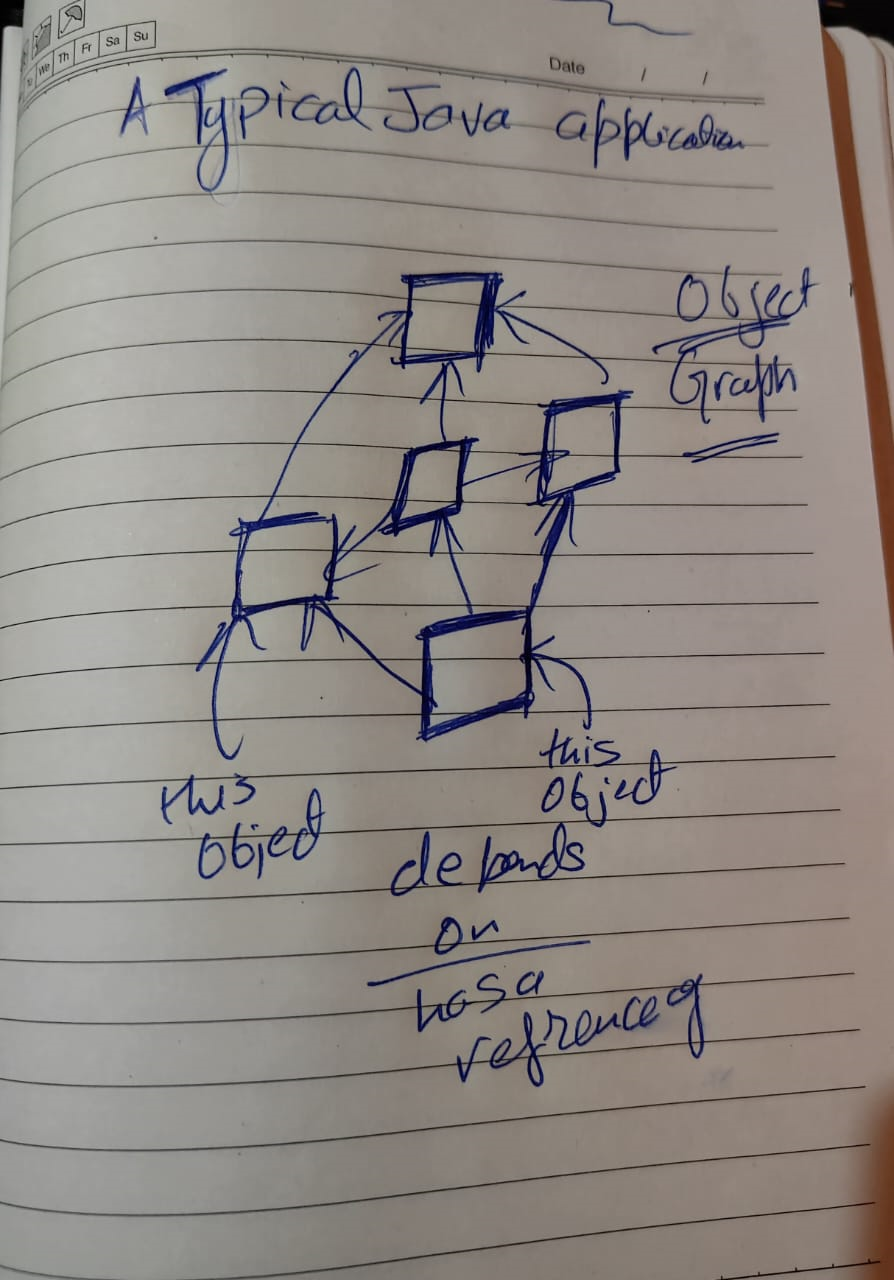 Tu We Th Fr Sa Su
Date / /
A Typical Java application
Object
Graph
this
object
this
object
depends
on
has a
refrence of